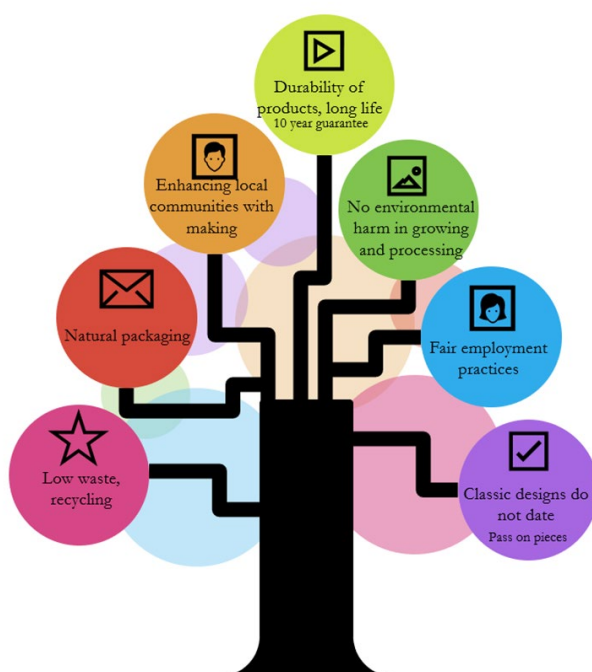 Durability of
products, long life
10 year guarantee
Enhancing local
communities with
making
No environmental
harm in growing
and processing
Natural packaging
Fair employment
practices
Low waste,
recycling
Classic designs do
not date
Pass on pieces